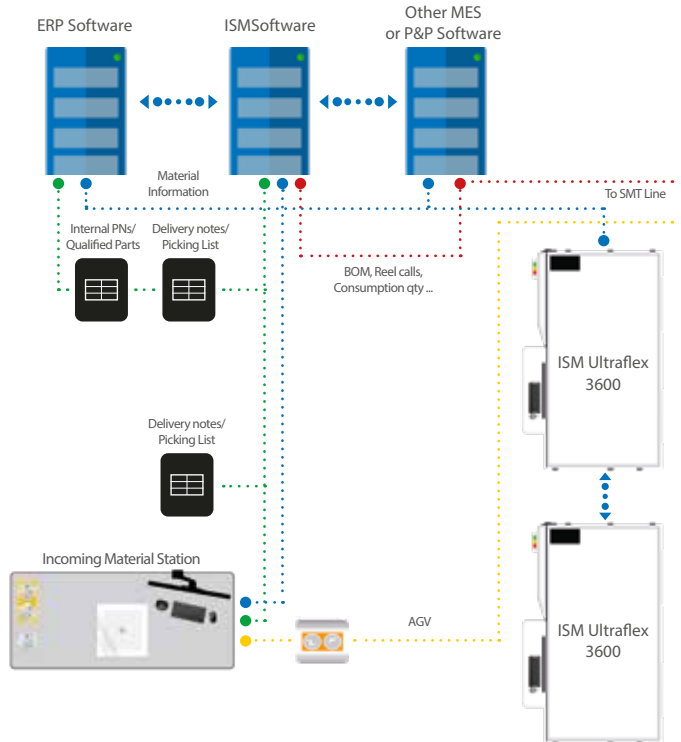 ERP Software
ISMSoftware
Other MES
or P&P Software
Material
Information
To SMT Line
Internal PNs/
Qualified Parts
Delivery notes/
Picking List
BOM, Reel calls,
Consumption qty ...
ISM Ultraflex
3600
Delivery notes/
Picking List
Incoming Material Station
AGV
ISM Ultraflex
3600